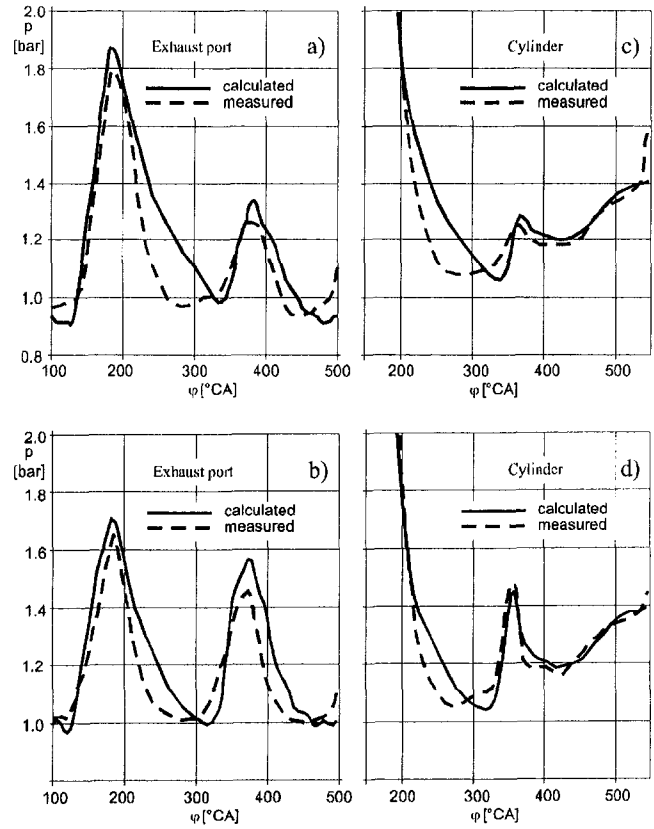 p
[bar]
2.0
1.8
1.6
1.4
1.2
1.0
0.8
Exhaust port
a)
calculated
measured
100
200
300
400
500
φ [°CA]
Cylinder
c)
calculated
measured
200
300
400
500
φ [°CA]
p
[bar]
2.0
1.8
1.6
1.4
1.2
1.0
Exhaust port
b)
calculated
measured
100
200
300
400
500
φ [°CA]
Cylinder
d)
calculated
measured
200
300
400
500
φ [°CA]